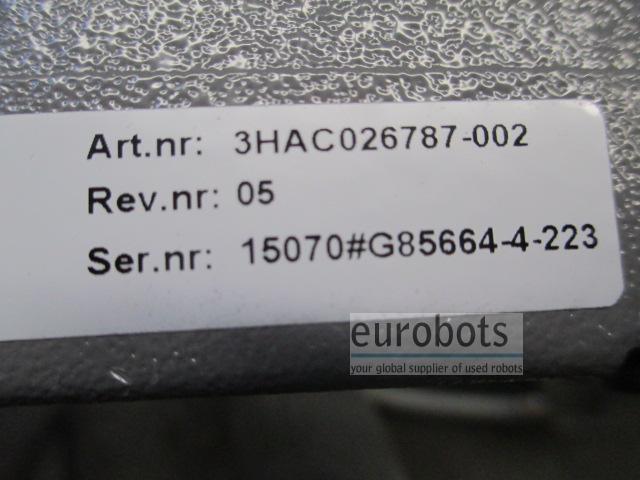 Art.nr: 3HAC026787-002
Rev.nr: 05
Ser.nr: 15070#G85664-4-223
eurobots
your global supplier of used robots